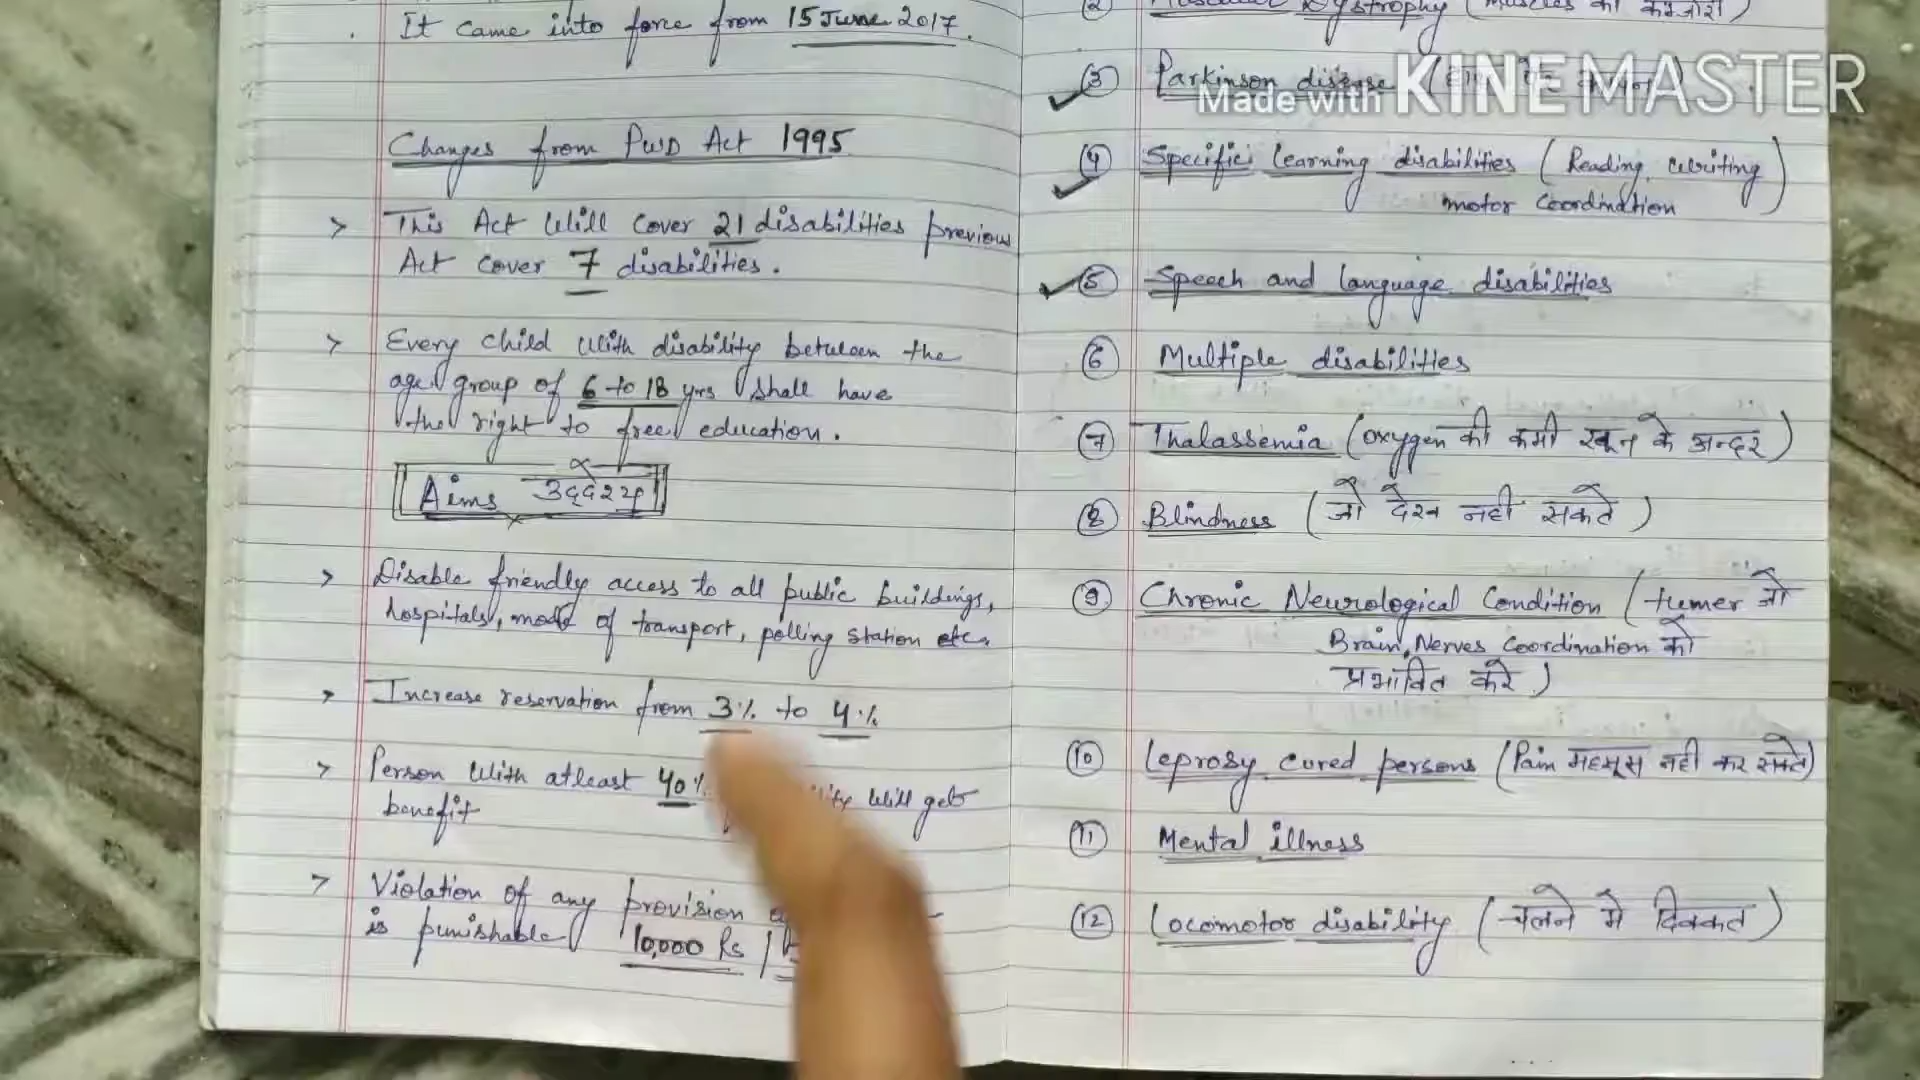 It came into force from 15 June 2017.
Changes from PWD Act 1995
> This Act will cover 21 disabilities previous
Act cover 7 disabilities.
> Every child with disability between the
age group of 6 to 18 yrs shall have
the right to free education.
Aims उद्देश्य
> Disable friendly access to all public buildings,
hospitals, mode of transport, polling station etc.
> Increase reservation from 3% to 4%
> Person with atleast 40% will get
benefit
> Violation of any provision
is punishable 10,000 Rs |
② Muscular Dystrophy (Muscles की कमजोरी)
③ Parkinson disease
④ Specific learning disabilities (Reading, writing
motor coordination)
⑤ Speech and language disabilities
⑥ Multiple disabilities
⑦ Thalassemia (oxygen की कमी खून के अन्दर)
⑧ Blindness (जो देख नही सकते)
⑨ Chronic Neurological Condition (tumer जो
Brain, Nerves coordination को
प्रभावित करे)
⑩ Leprosy cured persons (Pain महसूस नही कर सकते)
⑪ Mental illness
⑫ Locomotor disability (चलने मे दिक्कत)
Made with KINEMASTER